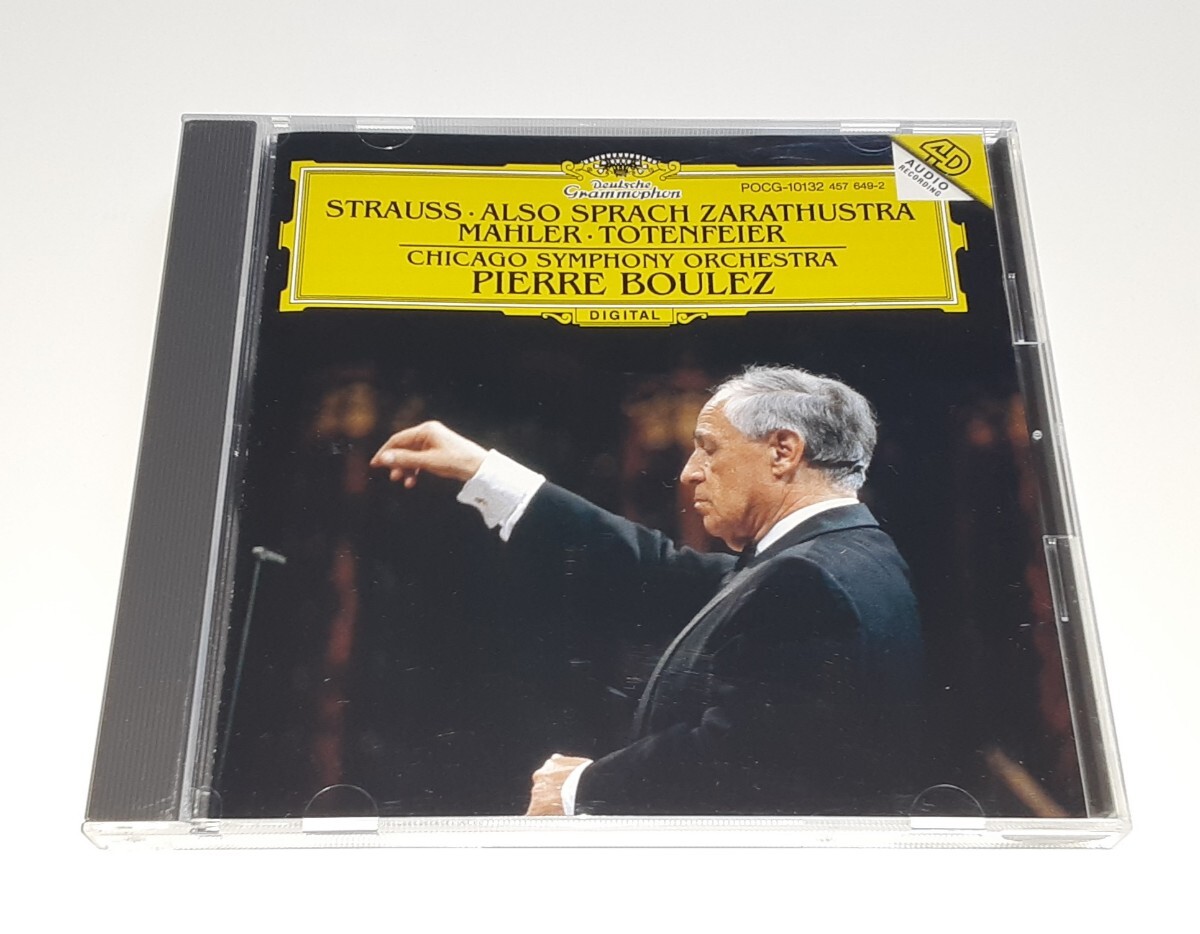 Deutsche
Grammophon
POCG-10132 457 649-2
4D
AUDIO
RECORDING
STRAUSS · ALSO SPRACH ZARATHUSTRA
MAHLER · TOTENFEIER
CHICAGO SYMPHONY ORCHESTRA
PIERRE BOULEZ
DIGITAL